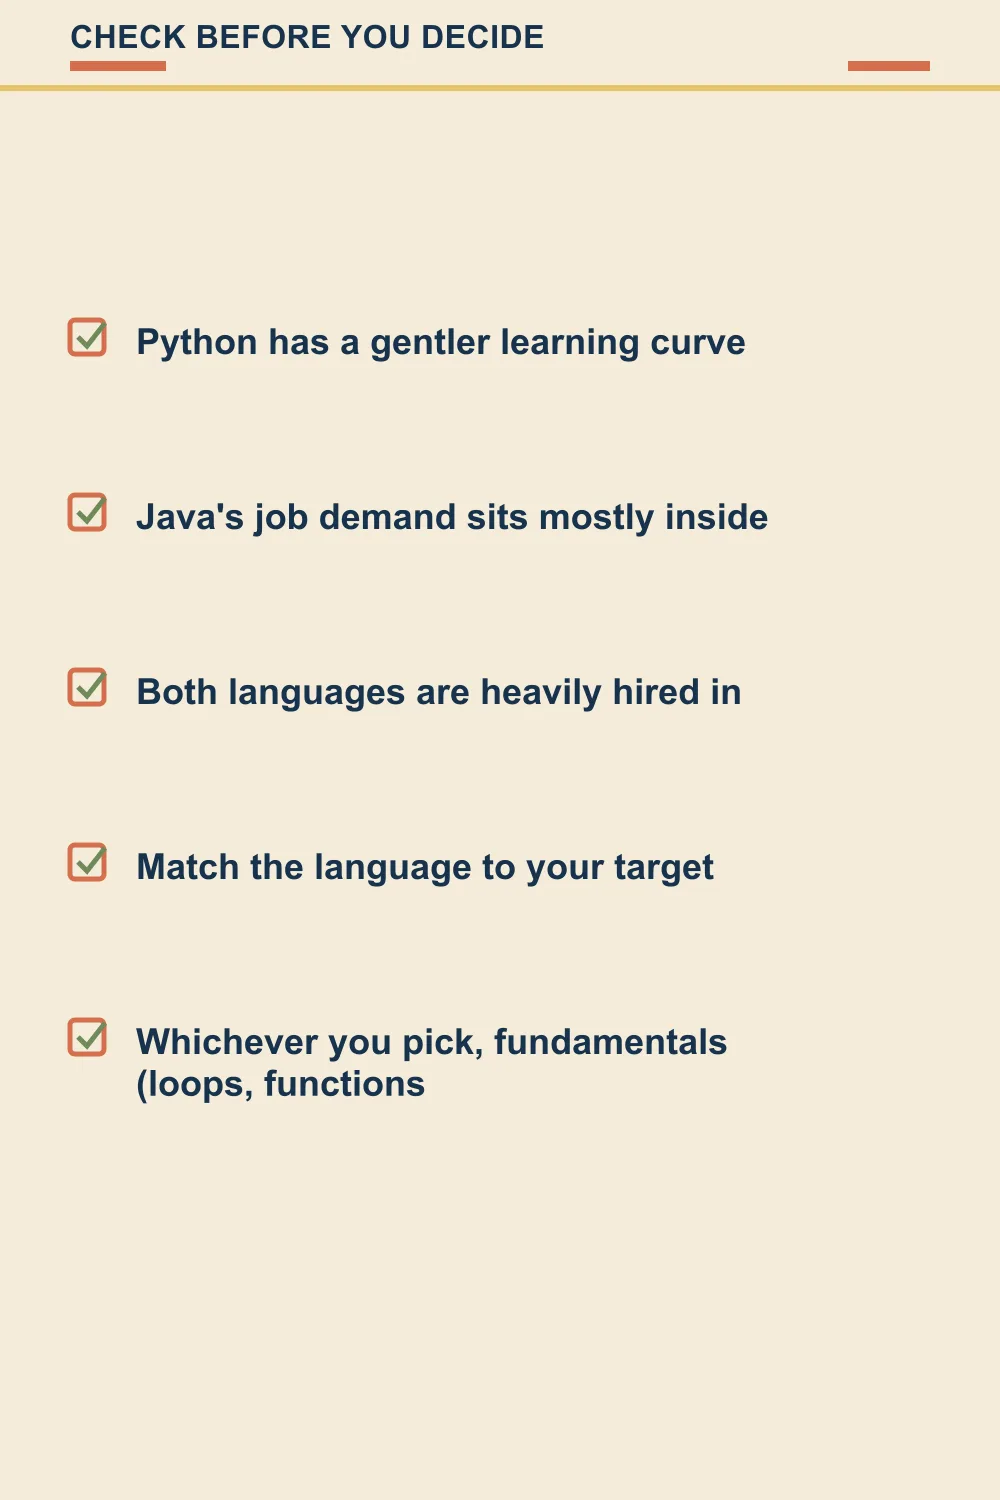 CHECK BEFORE YOU DECIDE
Python has a gentler learning curve
Java's job demand sits mostly inside
Both languages are heavily hired in
Match the language to your target
Whichever you pick, fundamentals
(loops, functions